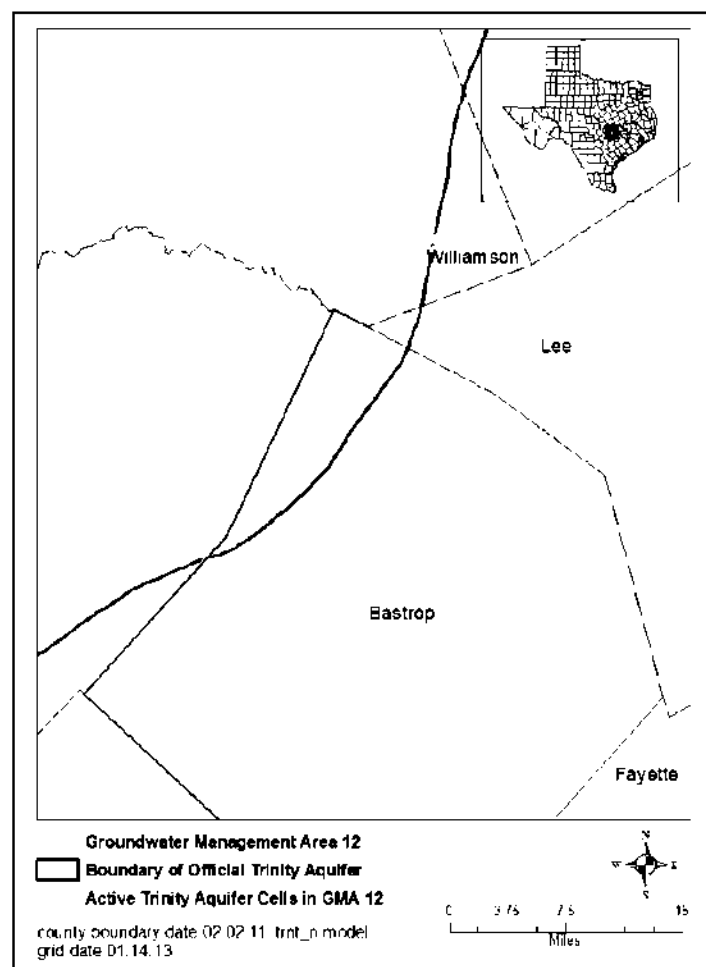 Williamson
Lee
Bastrop
Fayette
Groundwater Management Area 12
Boundary of Official Trinity Aquifer
Active Trinity Aquifer Cells in GMA 12
county boundary date 02.02.11 trnt_n model
grid date 01.14.13
N
W E
S
0 3.75 7.5 15
Miles